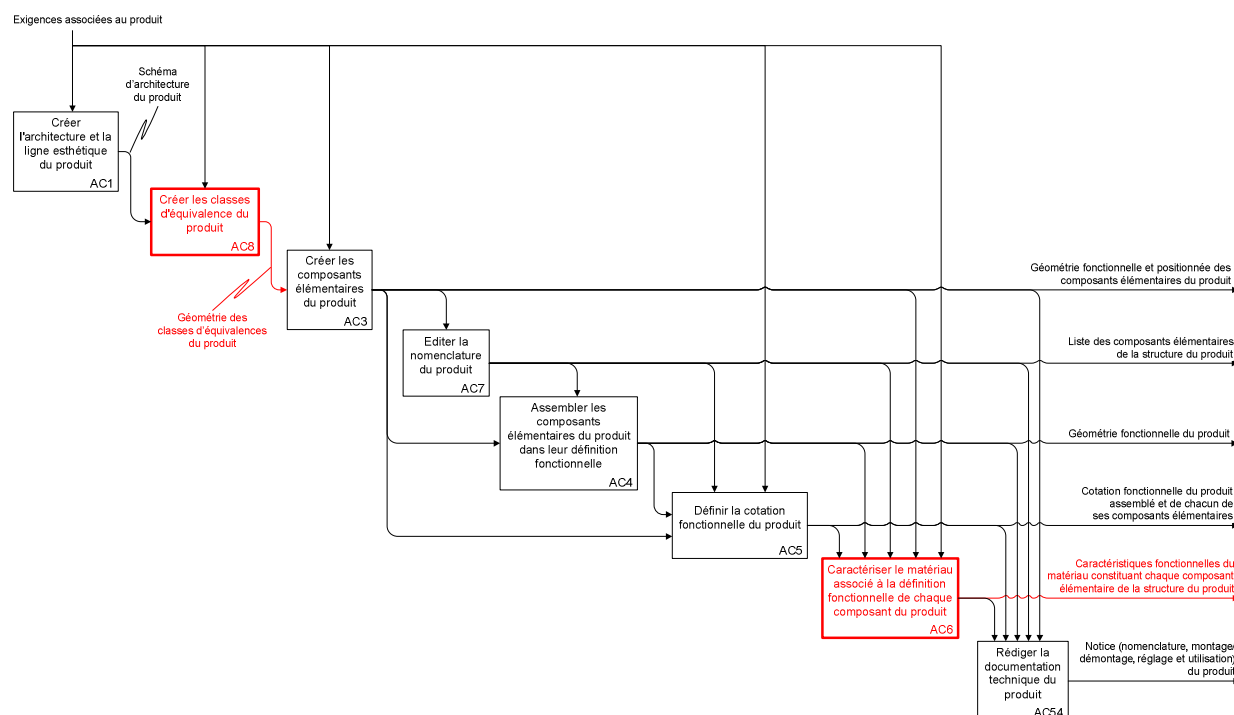 Exigences associées au produit
Schéma
d'architecture
du produit
Créer
l'architecture et la
ligne esthétique
du produit
AC1
Créer les classes
d'équivalence du
produit
AC8
Géométrie des
classes d'équivalences
du produit
Créer les
composants
élémentaires
du produit
AC3
Géométrie fonctionnelle et positionnée des
composants élémentaires du produit
Editer la
nomenclature
du produit
AC7
Liste des composants élémentaires
de la structure du produit
Assembler les
composants
élémentaires du produit
dans leur définition
fonctionnelle
AC4
Géométrie fonctionnelle du produit
Définir la cotation
fonctionnelle du produit
AC5
Cotation fonctionnelle du produit
assemblé et de chacun de
ses composants élémentaires
Caractériser le matériau
associé à la définition
fonctionnelle de chaque
composant du produit
AC6
Caractéristiques fonctionnelles du
matériau constituant chaque composant
élémentaire de la structure du produit
Rédiger la
documentation
technique du
produit
AC54
Notice (nomenclature, montage/
démontage, réglage et utilisation)
du produit